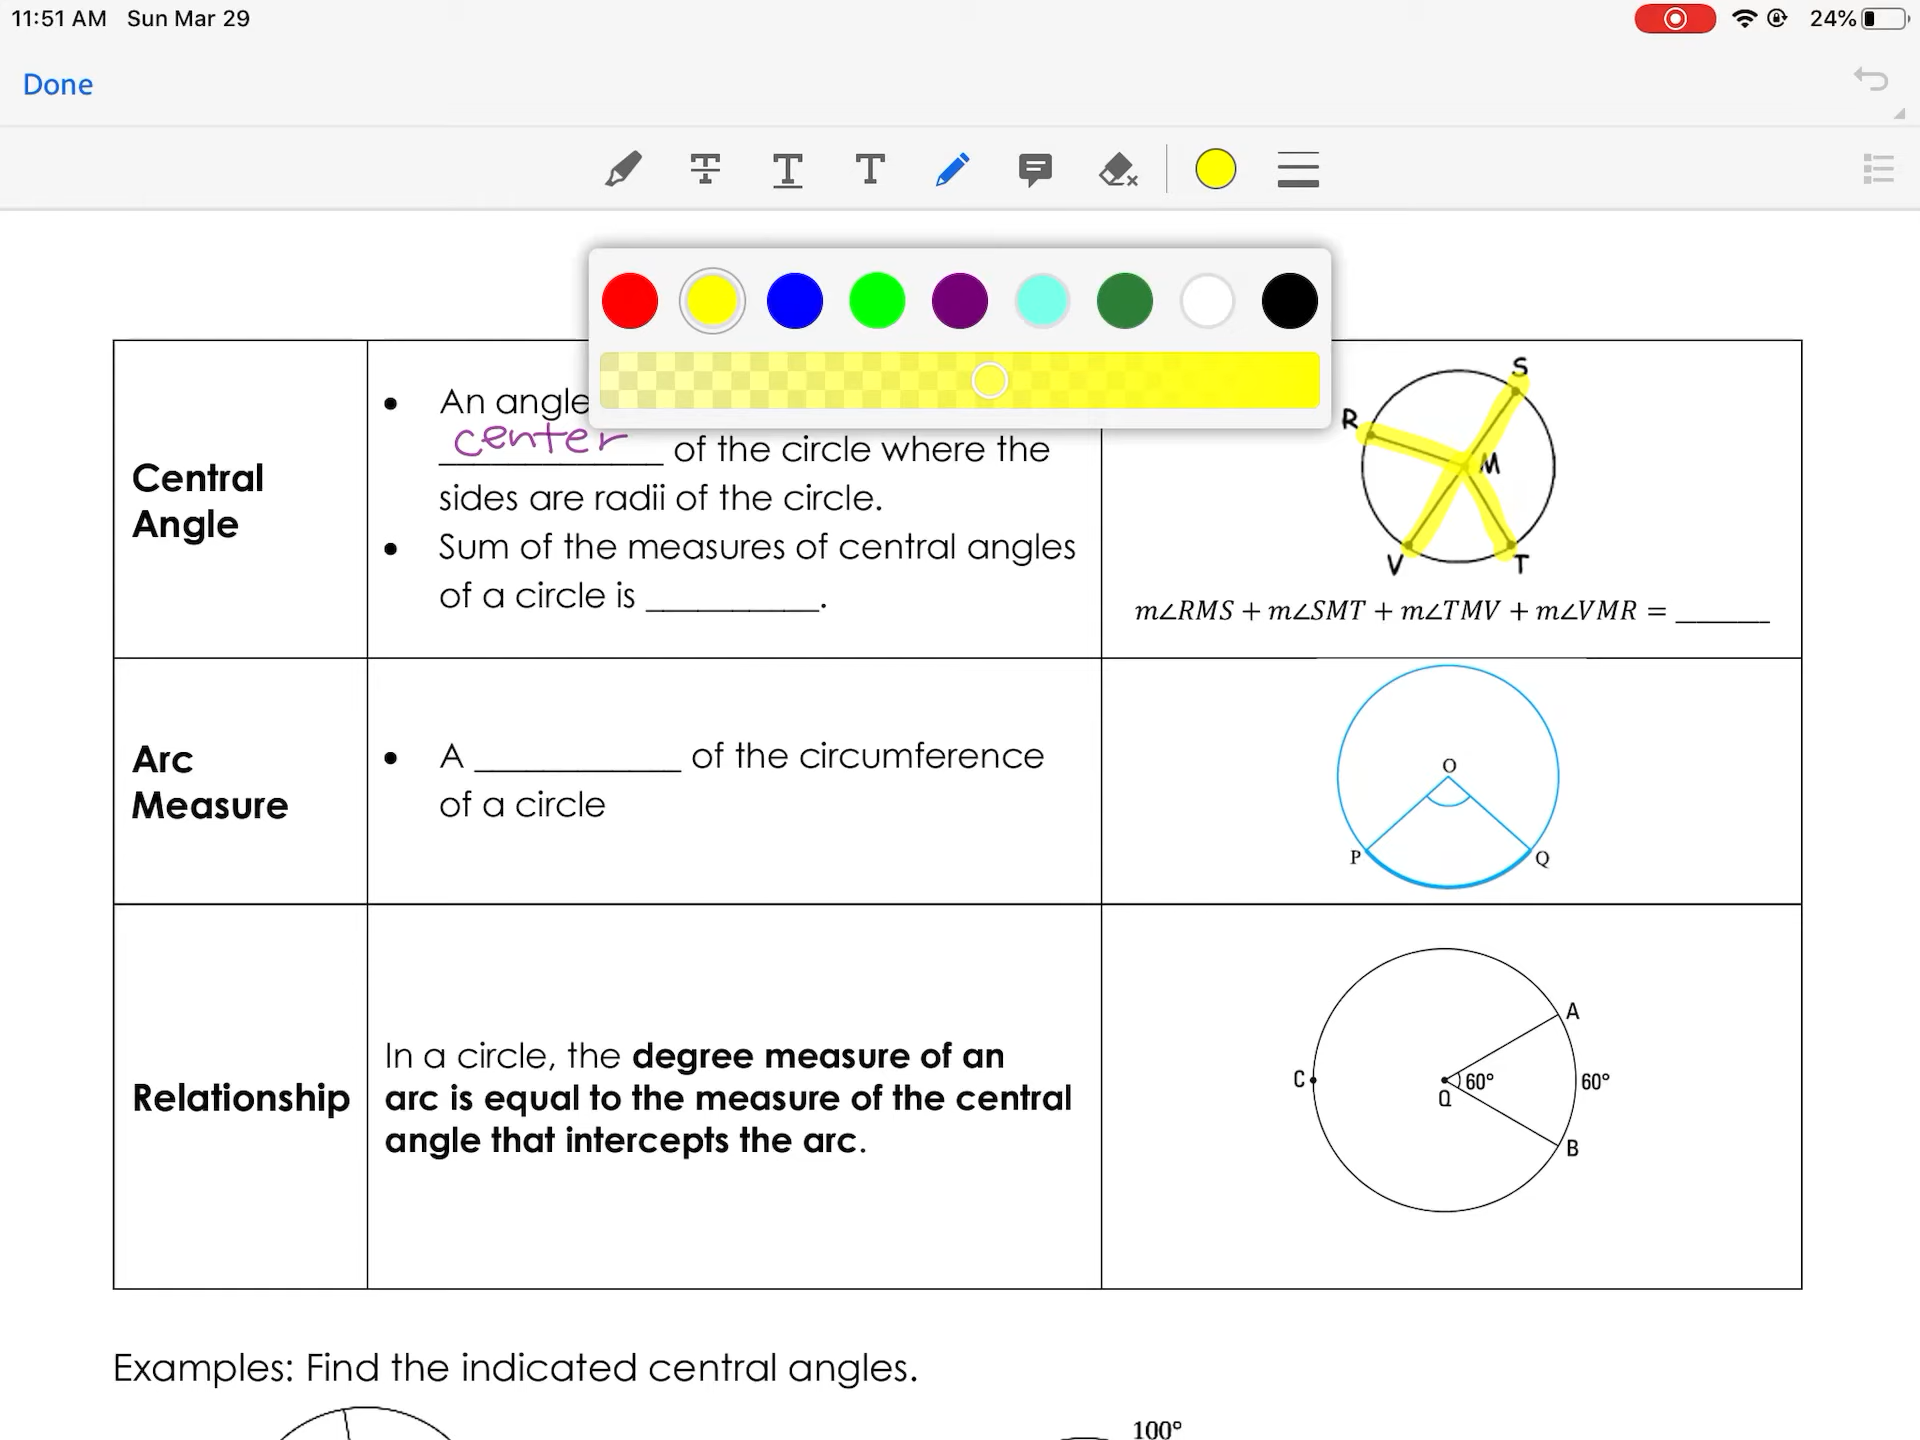 11:51 AM Sun Mar 29
24%
Done
Central
Angle
• An angle
center of the circle where the
sides are radii of the circle.
• Sum of the measures of central angles
of a circle is __________.
S
R
M
V
T
m∠RMS + m∠SMT + m∠TMV + m∠VMR = ______
Arc
Measure
• A ____________ of the circumference
of a circle
O
P
Q
Relationship
In a circle, the degree measure of an
arc is equal to the measure of the central
angle that intercepts the arc.
A
C
60°
60°
Q
B
Examples: Find the indicated central angles.
100°